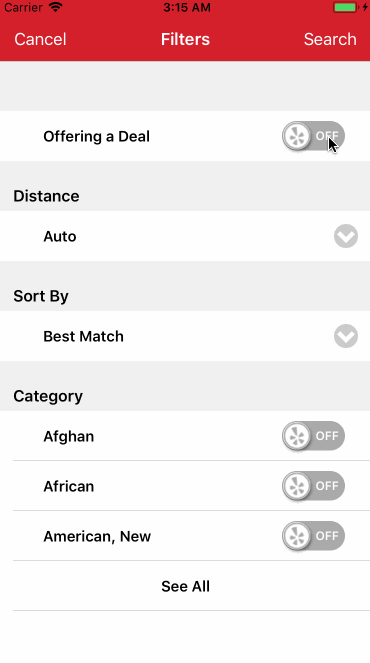 Carrier 3:15 AM
Cancel Filters Search
Offering a Deal OFF
Distance
Auto
Sort By
Best Match
Category
Afghan OFF
African OFF
American, New OFF
See All